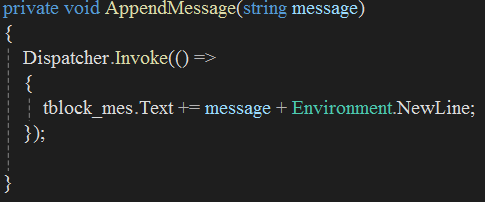 private void AppendMessage(string message)
{
Dispatcher.Invoke(() =>
{
tblock_mes.Text += message + Environment.NewLine;
});
}